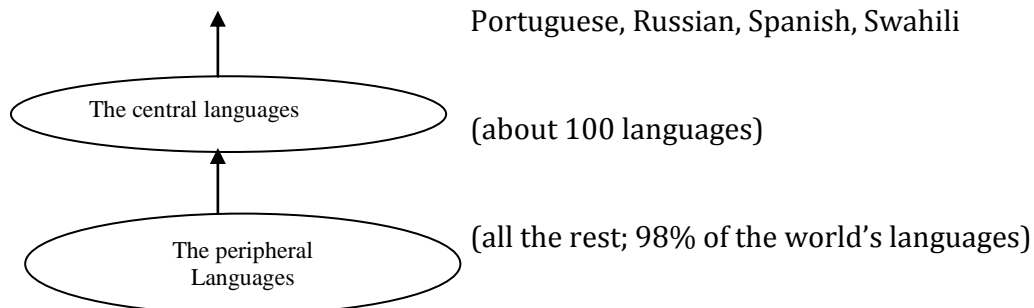 Portuguese, Russian, Spanish, Swahili
The central languages
(about 100 languages)
(all the rest; 98% of the world’s languages)
The peripheral
Languages